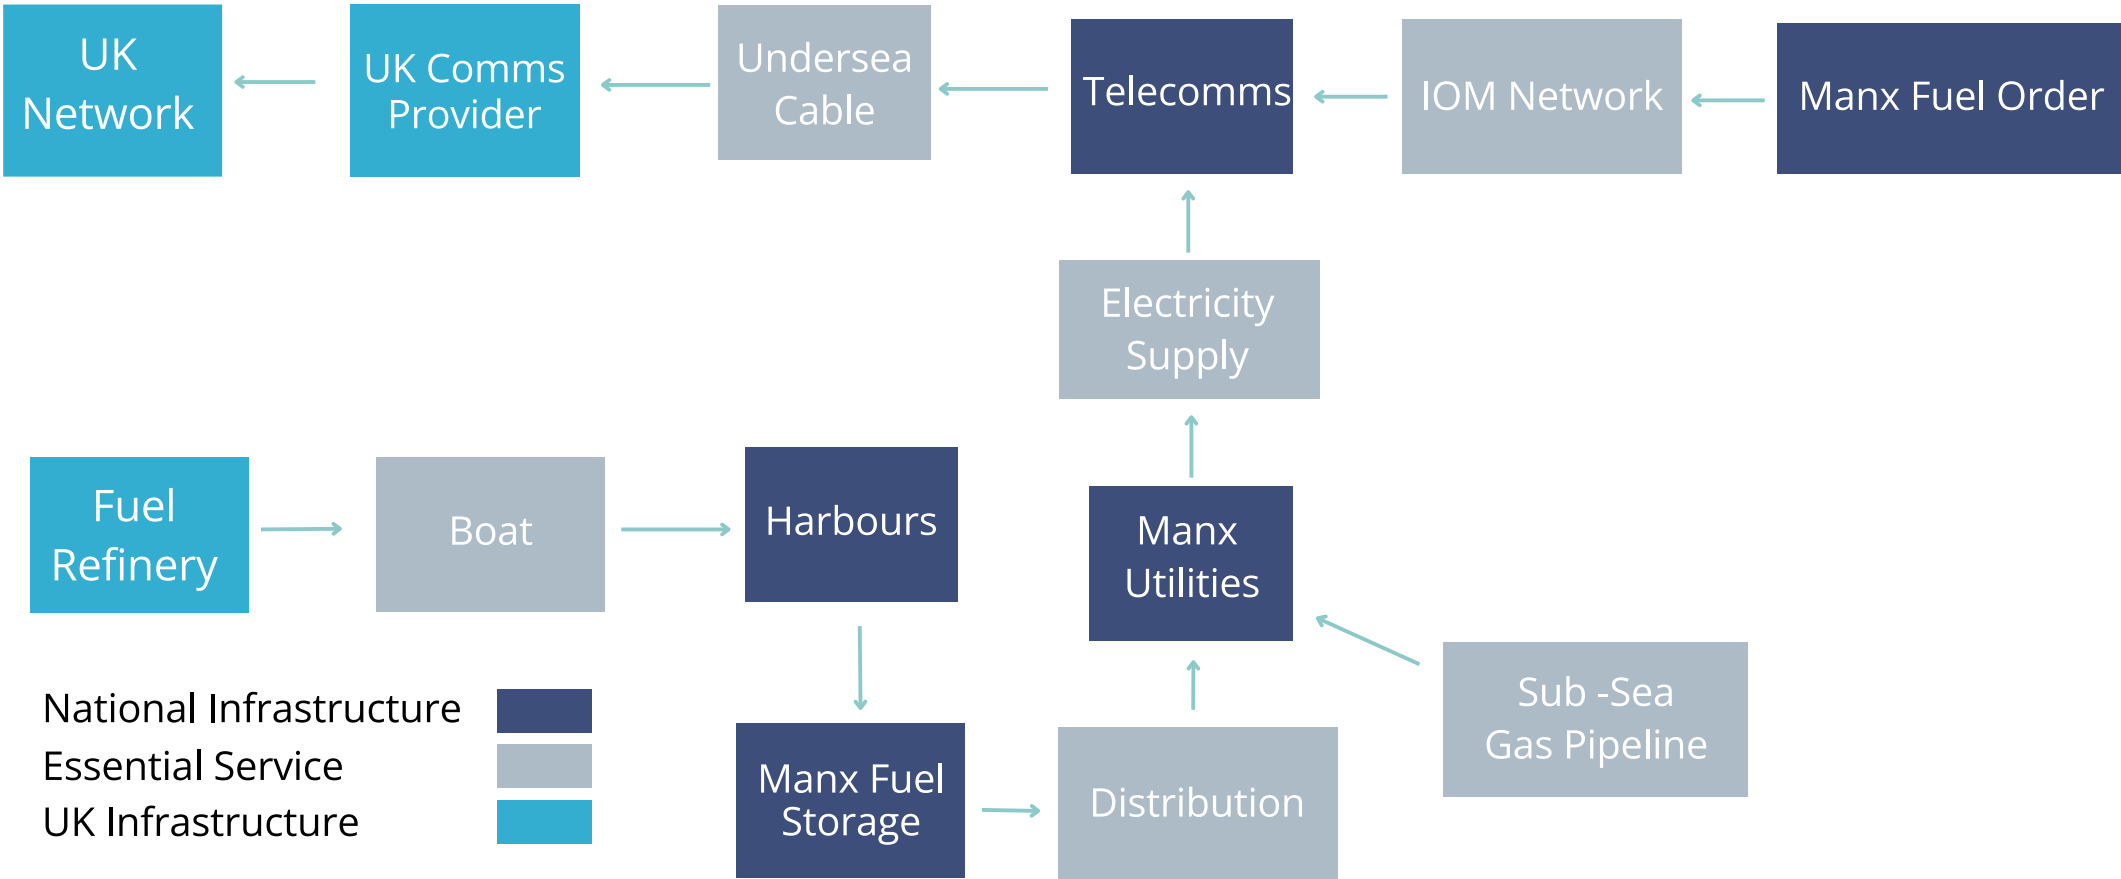 UK
Network
UK Comms
Provider
Undersea
Cable
Telecomms
IOM Network
Manx Fuel Order
Electricity
Supply
Fuel
Refinery
Boat
Harbours
Manx
Utilities
Sub -Sea
Gas Pipeline
Manx Fuel
Storage
Distribution
National Infrastructure
Essential Service
UK Infrastructure